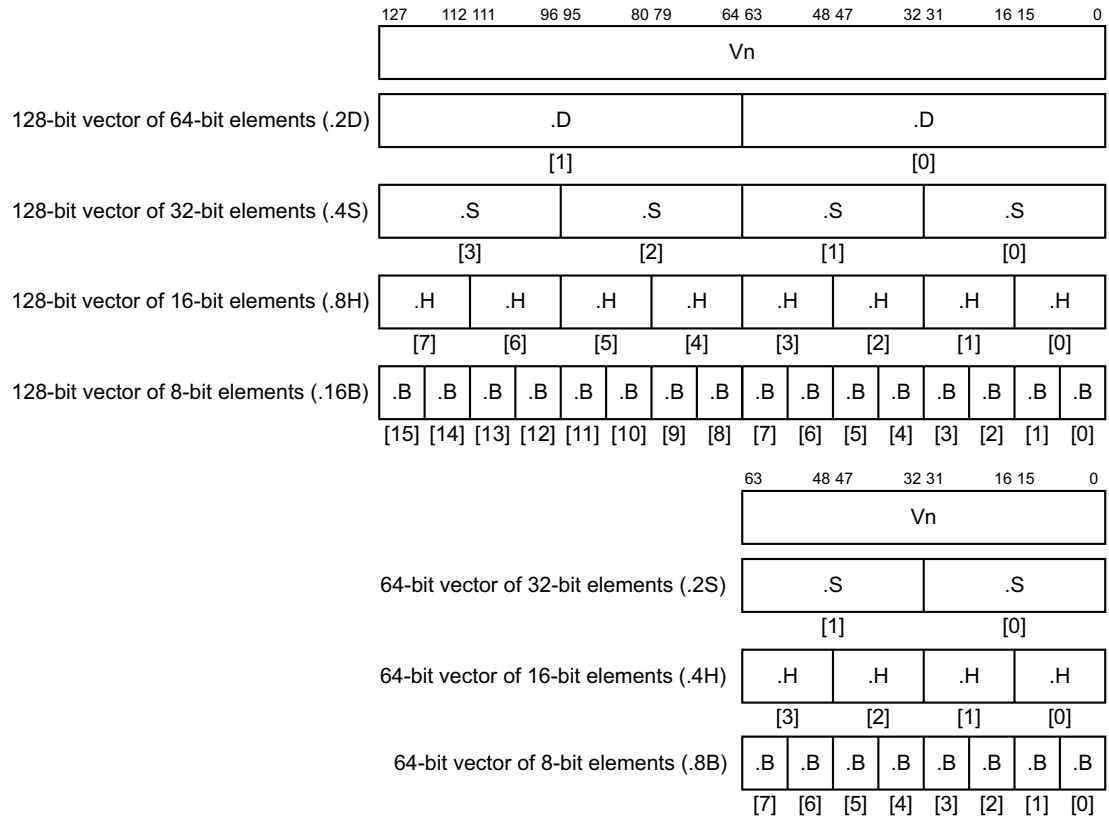 127 112 111 96 95 80 79 64 63 48 47 32 31 16 15 0
Vn
128-bit vector of 64-bit elements (.2D) .D .D
[1] [0]
128-bit vector of 32-bit elements (.4S) .S .S .S .S
[3] [2] [1] [0]
128-bit vector of 16-bit elements (.8H) .H .H .H .H .H .H .H .H
[7] [6] [5] [4] [3] [2] [1] [0]
128-bit vector of 8-bit elements (.16B) .B .B .B .B .B .B .B .B .B .B .B .B .B .B .B .B
[15] [14] [13] [12] [11] [10] [9] [8] [7] [6] [5] [4] [3] [2] [1] [0]
63 48 47 32 31 16 15 0
Vn
64-bit vector of 32-bit elements (.2S) .S .S
[1] [0]
64-bit vector of 16-bit elements (.4H) .H .H .H .H
[3] [2] [1] [0]
64-bit vector of 8-bit elements (.8B) .B .B .B .B .B .B .B .B
[7] [6] [5] [4] [3] [2] [1] [0]